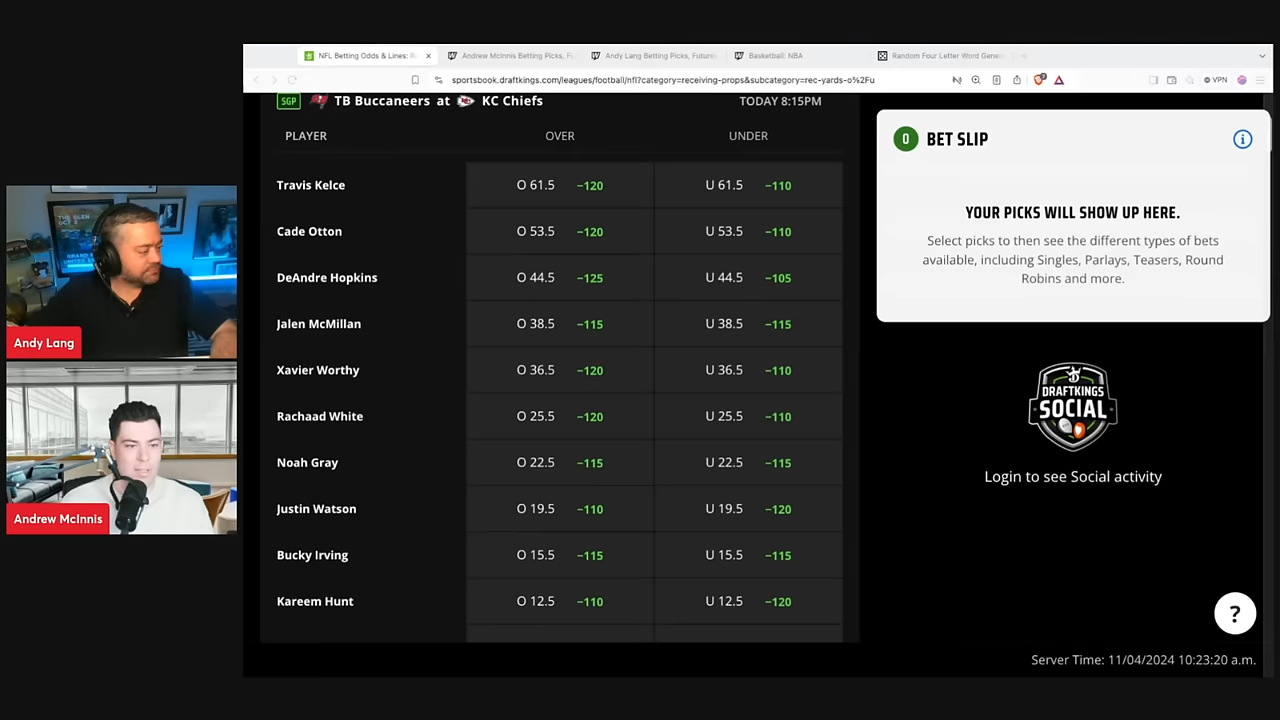 NFL Betting Odds & Lines: R
Andrew McInnis Betting Picks, F
Andy Lang Betting Picks, Future
Basketball: NBA
Random Four Letter Word Gene
sportsbook.draftkings.com/leagues/football/nfl?category=receiving-props&subcategory=rec-yards-o%2Fu
VPN
SGP TB Buccaneers at KC Chiefs TODAY 8:15PM
PLAYER OVER UNDER
Travis Kelce O 61.5 −120 U 61.5 −110
Cade Otton O 53.5 −120 U 53.5 −110
DeAndre Hopkins O 44.5 −125 U 44.5 −105
Jalen McMillan O 38.5 −115 U 38.5 −115
Xavier Worthy O 36.5 −120 U 36.5 −110
Rachaad White O 25.5 −120 U 25.5 −110
Noah Gray O 22.5 −115 U 22.5 −115
Justin Watson O 19.5 −110 U 19.5 −120
Bucky Irving O 15.5 −115 U 15.5 −115
Kareem Hunt O 12.5 −110 U 12.5 −120
0 BET SLIP
YOUR PICKS WILL SHOW UP HERE.
Select picks to then see the different types of bets
available, including Singles, Parlays, Teasers, Round
Robins and more.
DRAFTKINGS
SOCIAL
Login to see Social activity
?
Server Time: 11/04/2024 10:23:20 a.m.
Andy Lang
Andrew McInnis